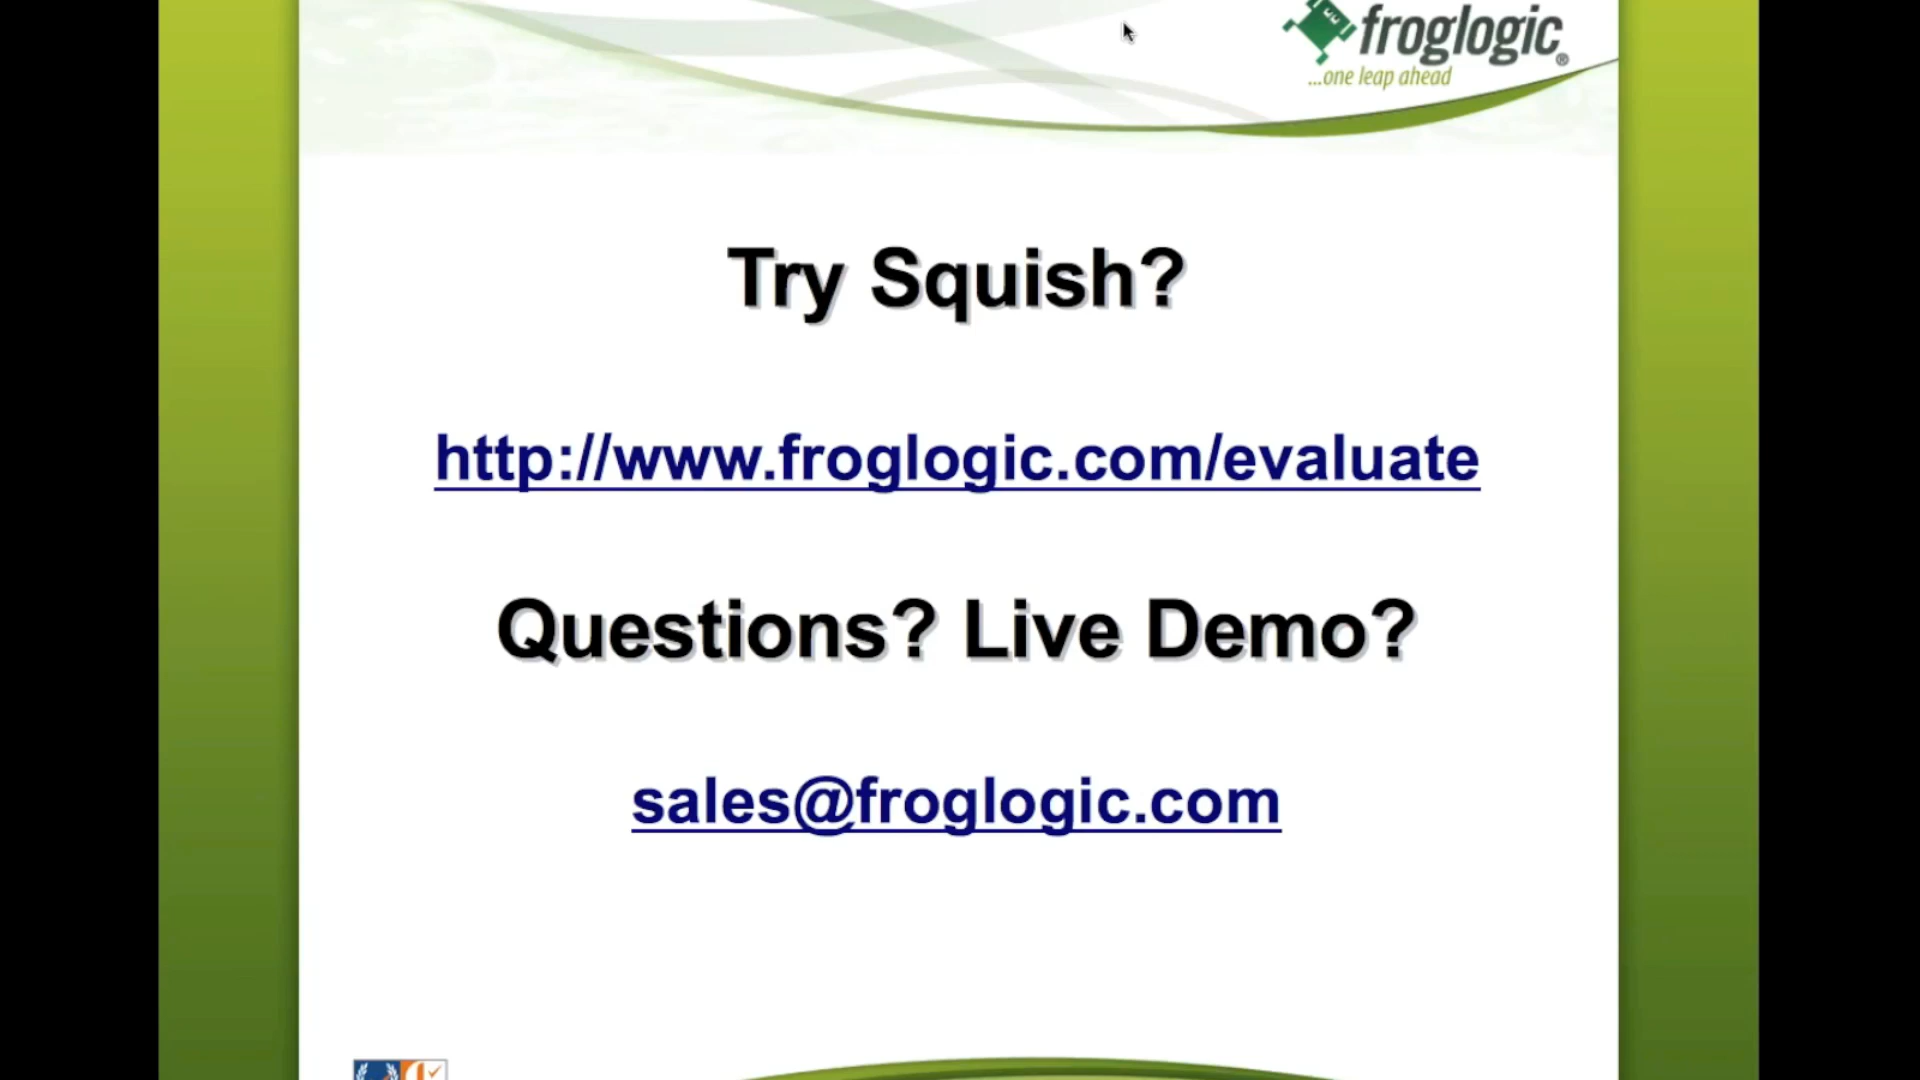 froglogic®
...one leap ahead
Try Squish?
http://www.froglogic.com/evaluate
Questions? Live Demo?
sales@froglogic.com